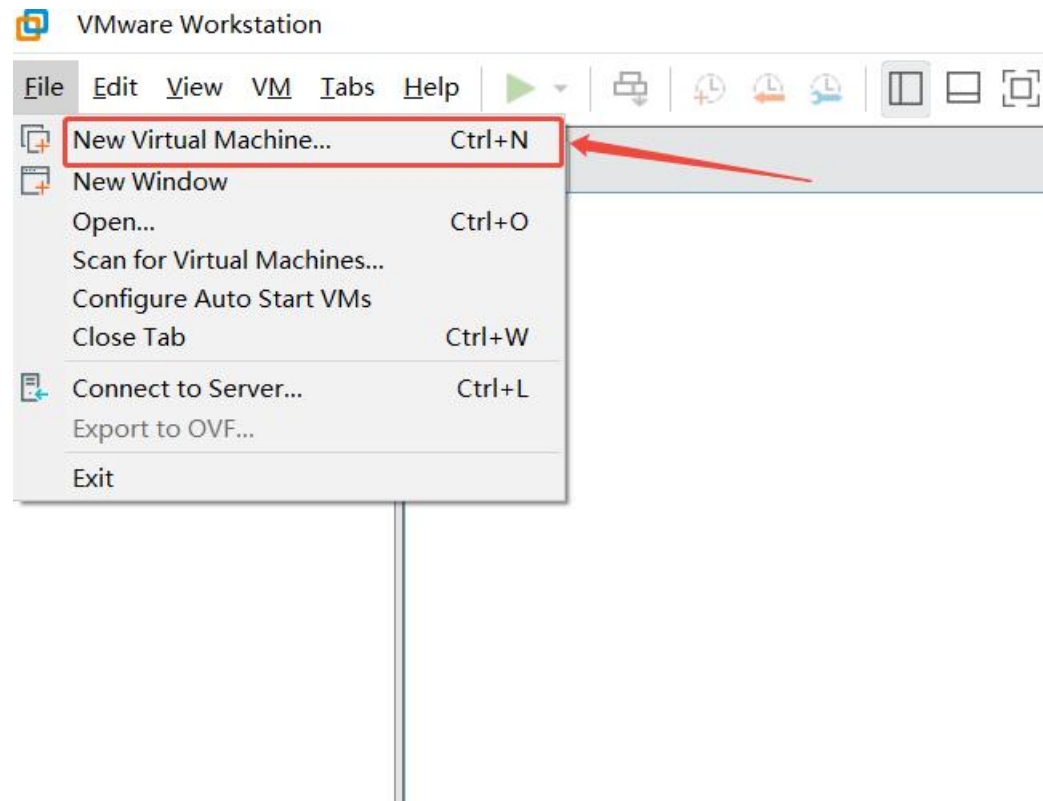 VMware Workstation
File Edit View VM Tabs Help
New Virtual Machine... Ctrl+N
New Window
Open... Ctrl+O
Scan for Virtual Machines...
Configure Auto Start VMs
Close Tab Ctrl+W
Connect to Server... Ctrl+L
Export to OVF...
Exit